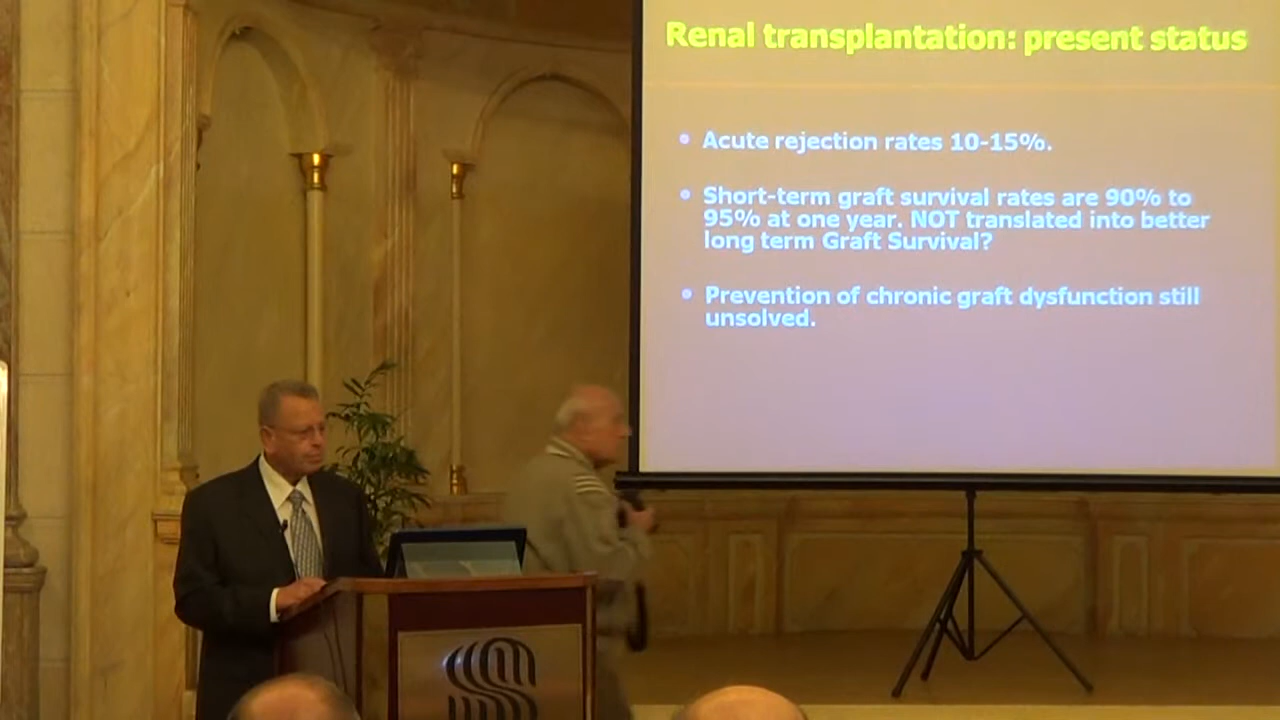 Renal transplantation: present status
• Acute rejection rates 10-15%.
• Short-term graft survival rates are 90% to
95% at one year. NOT translated into better
long term Graft Survival?
• Prevention of chronic graft dysfunction still
unsolved.